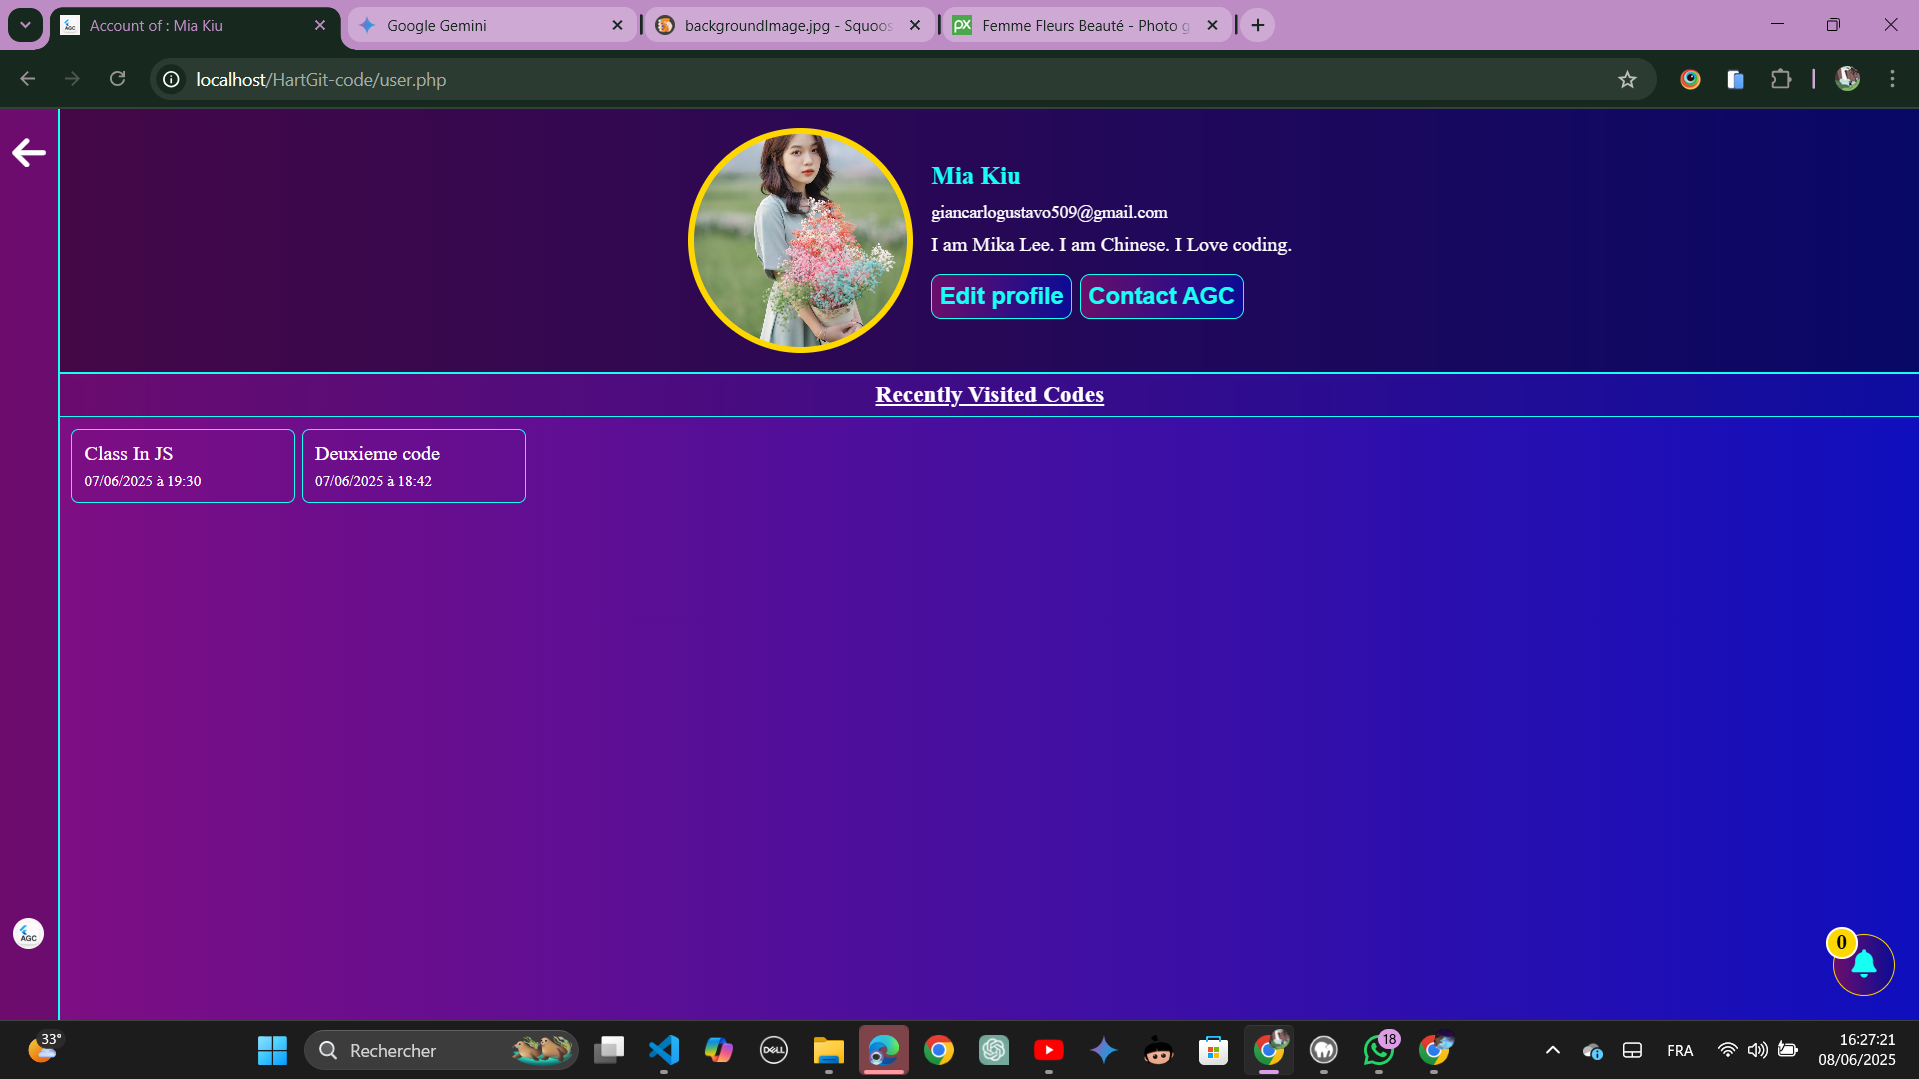 Account of : Mia Kiu
Google Gemini
backgroundImage.jpg - Squoos
Femme Fleurs Beauté - Photo g
localhost/HartGit-code/user.php
Mia Kiu
giancarlogustavo509@gmail.com
I am Mika Lee. I am Chinese. I Love coding.
Edit profile
Contact AGC
Recently Visited Codes
Class In JS
07/06/2025 à 19:30
Deuxieme code
07/06/2025 à 18:42
AGC
0
33°
Rechercher
DELL
18
FRA
16:27:21
08/06/2025